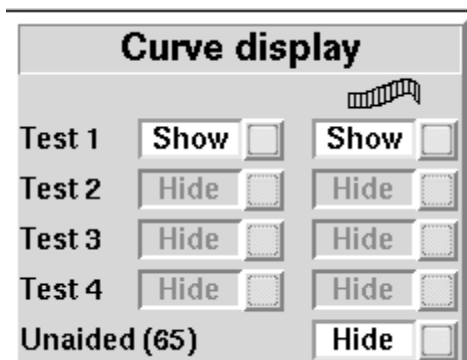 Curve display
Test 1 Show Show
Test 2 Hide Hide
Test 3 Hide Hide
Test 4 Hide Hide
Unaided (65) Hide